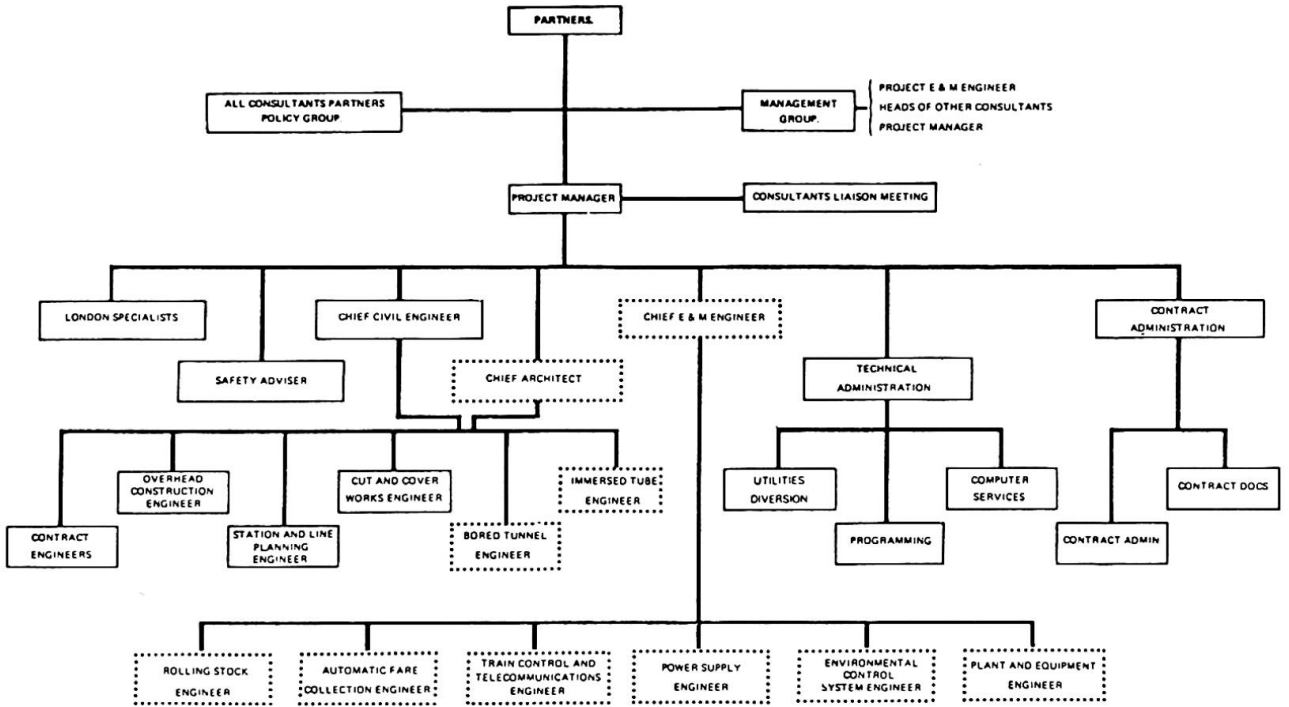 PARTNERS.
ALL CONSULTANTS PARTNERS
POLICY GROUP.
MANAGEMENT
GROUP.
PROJECT E & M ENGINEER
HEADS OF OTHER CONSULTANTS
PROJECT MANAGER
PROJECT MANAGER
CONSULTANTS LIAISON MEETING
LONDON SPECIALISTS
CHIEF CIVIL ENGINEER
CHIEF E & M ENGINEER
CONTRACT
ADMINISTRATION
SAFETY ADVISER
CHIEF ARCHITECT
TECHNICAL
ADMINISTRATION
OVERHEAD
CONSTRUCTION
ENGINEER
CUT AND COVER
WORKS ENGINEER
IMMERSED TUBE
ENGINEER
UTILITIES
DIVERSION
COMPUTER
SERVICES
CONTRACT DOCS
CONTRACT
ENGINEERS
STATION AND LINE
PLANNING
ENGINEER
BORED TUNNEL
ENGINEER
PROGRAMMING
CONTRACT ADMIN
ROLLING STOCK
ENGINEER
AUTOMATIC FARE
COLLECTION ENGINEER
TRAIN CONTROL AND
TELECOMMUNICATIONS
ENGINEER
POWER SUPPLY
ENGINEER
ENVIRONMENTAL
CONTROL
SYSTEM ENGINEER
PLANT AND EQUIPMENT
ENGINEER